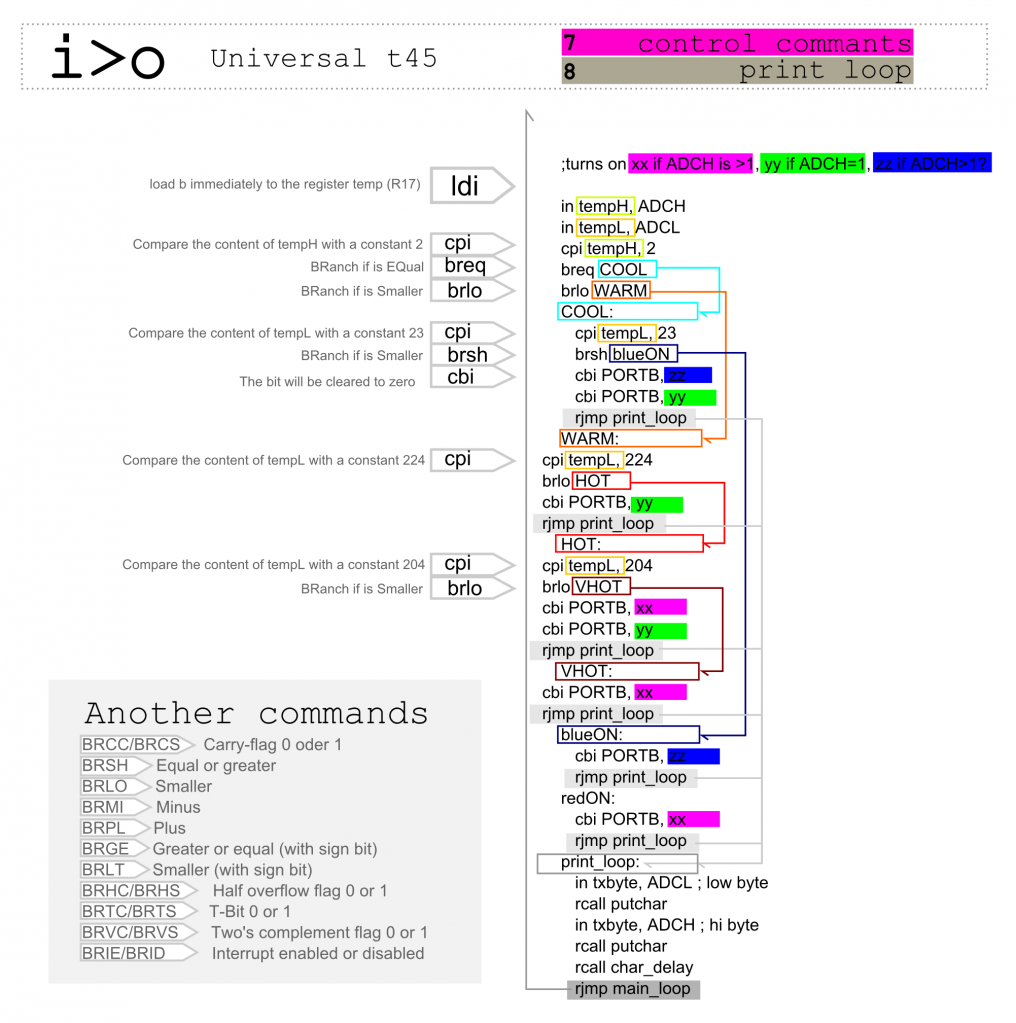 i>o
Universal t45
7 control commants
8 print loop
;turns on xx if ADCH is >1, yy if ADCH=1, zz if ADCH>1?
load b immediately to the register temp (R17) ldi
Compare the content of tempH with a constant 2 cpi
BRanch if is EQual breq
BRanch if is Smaller brlo
Compare the content of tempL with a constant 23 cpi
BRanch if is Smaller brsh
The bit will be cleared to zero cbi
Compare the content of tempL with a constant 224 cpi
Compare the content of tempL with a constant 204 cpi
BRanch if is Smaller brlo
in tempH, ADCH
in tempL, ADCL
cpi tempH, 2
breq COOL
brlo WARM
COOL:
cpi tempL, 23
brsh blueON
cbi PORTB, zz
cbi PORTB, yy
rjmp print_loop
WARM:
cpi tempL, 224
brlo HOT
cbi PORTB, yy
rjmp print_loop
HOT:
cpi tempL, 204
brlo VHOT
cbi PORTB, xx
cbi PORTB, yy
rjmp print_loop
VHOT:
cbi PORTB, xx
rjmp print_loop
blueON:
cbi PORTB, zz
rjmp print_loop
redON:
cbi PORTB, xx
rjmp print_loop
print_loop:
in txbyte, ADCL ; low byte
rcall putchar
in txbyte, ADCH ; hi byte
rcall putchar
rcall char_delay
rjmp main_loop
Another commands
BRCC/BRCS Carry-flag 0 oder 1
BRSH Equal or greater
BRLO Smaller
BRMI Minus
BRPL Plus
BRGE Greater or equal (with sign bit)
BRLT Smaller (with sign bit)
BRHC/BRHS Half overflow flag 0 or 1
BRTC/BRTS T-Bit 0 or 1
BRVC/BRVS Two's complement flag 0 or 1
BRIE/BRID Interrupt enabled or disabled